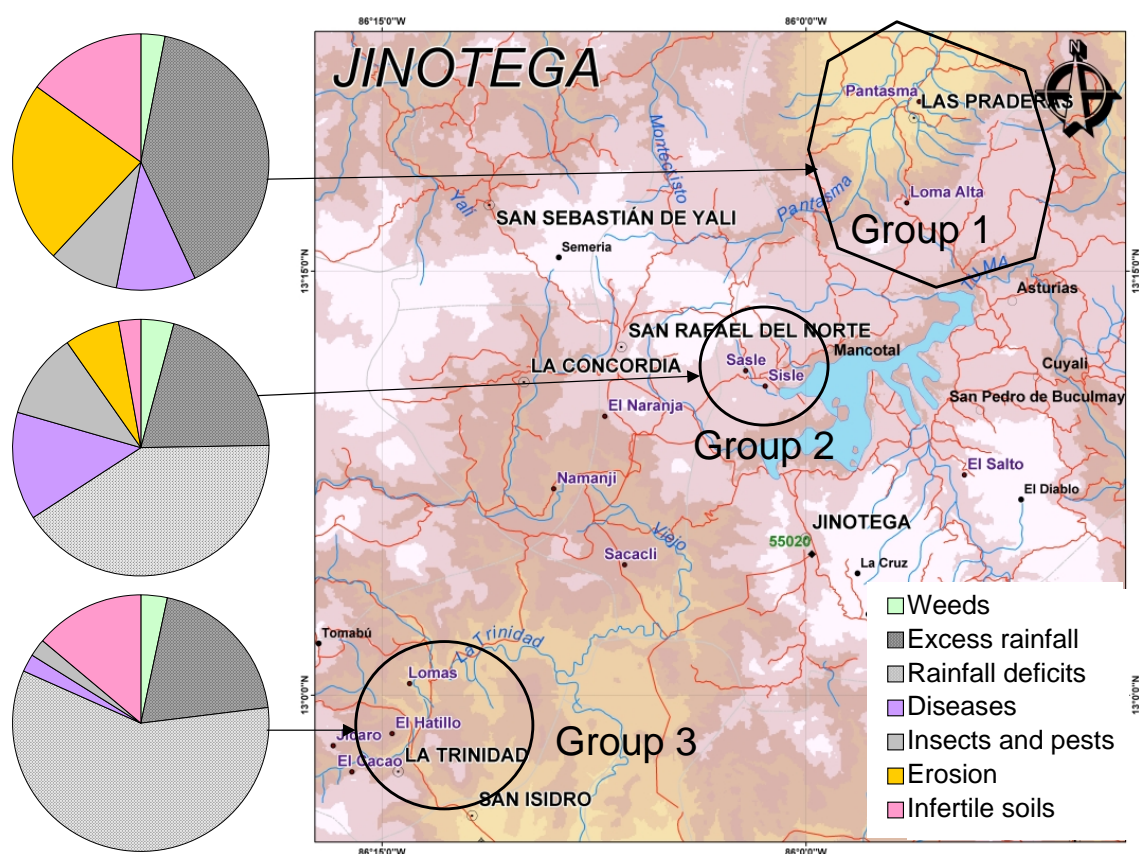 86°15'0"W
86°0'0"W
JINOTEGA
N
Pantasma
LAS PRADERAS
Montecristo
Yali
Pantasma
Loma Alta
SAN SEBASTIÁN DE YALI
Group 1
Semeria
13°15'0"N
13°15'0"N
TUMA
Asturias
SAN RAFAEL DEL NORTE
Mancotal
LA CONCORDIA
Sasle
Sisle
Cuyali
San Pedro de Buculmay
El Naranja
Group 2
El Salto
Namanji
El Diablo
JINOTEGA
Viejo
55020
Sacacli
La Cruz
Weeds
Excess rainfall
Rainfall deficits
Diseases
Insects and pests
Erosion
Infertile soils
Tomabú
La Trinidad
Lomas
13°0'0"N
13°0'0"N
El Hatillo
Jicaro
Group 3
LA TRINIDAD
El Cacao
SAN ISIDRO
86°15'0"W
86°0'0"W